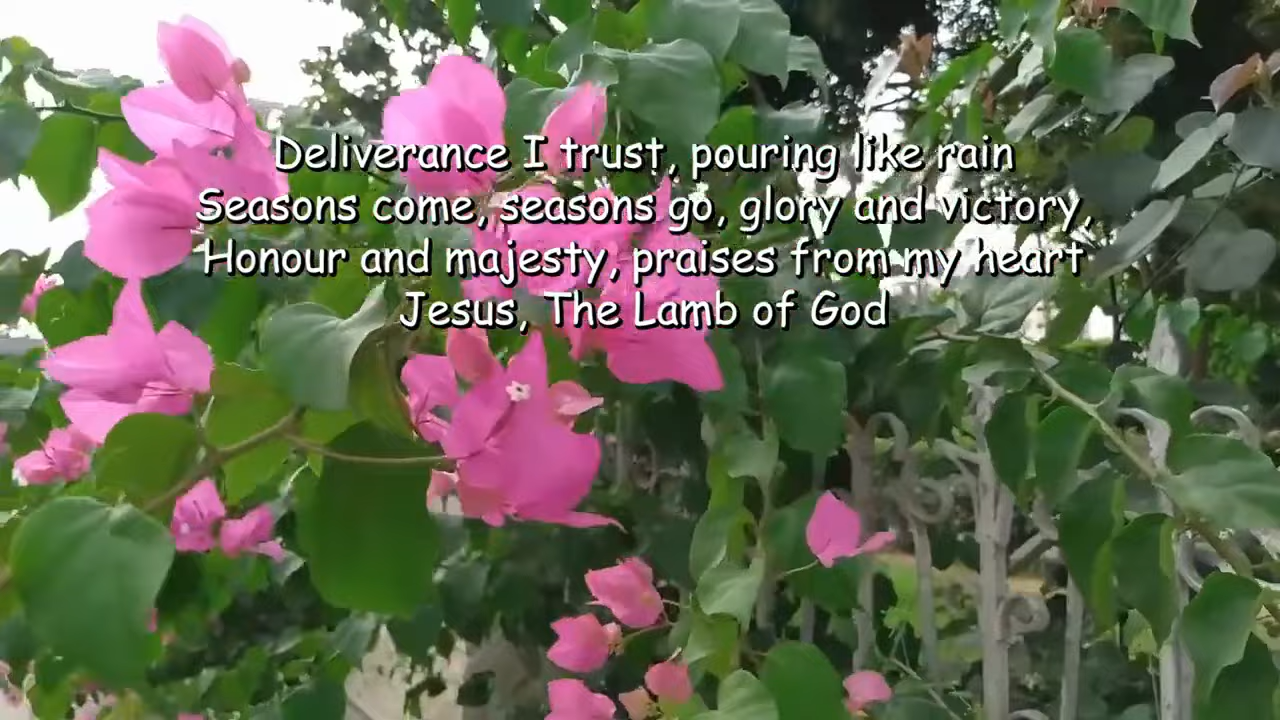 Deliverance I trust, pouring like rain
Seasons come, seasons go, glory and victory,
Honour and majesty, praises from my heart
Jesus, The Lamb of God